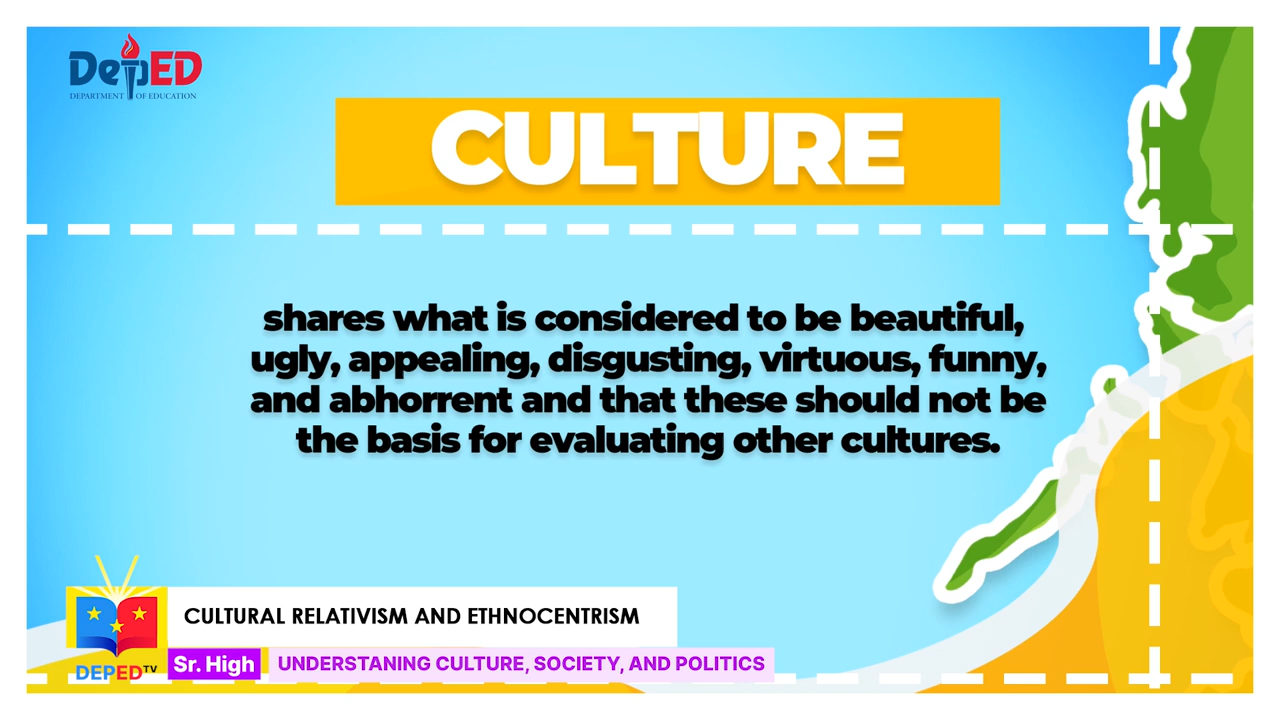 DepED
DEPARTMENT OF EDUCATION
CULTURE
shares what is considered to be beautiful,
ugly, appealing, disgusting, virtuous, funny,
and abhorrent and that these should not be
the basis for evaluating other cultures.
CULTURAL RELATIVISM AND ETHNOCENTRISM
DEPED TV
Sr. High
UNDERSTANING CULTURE, SOCIETY, AND POLITICS